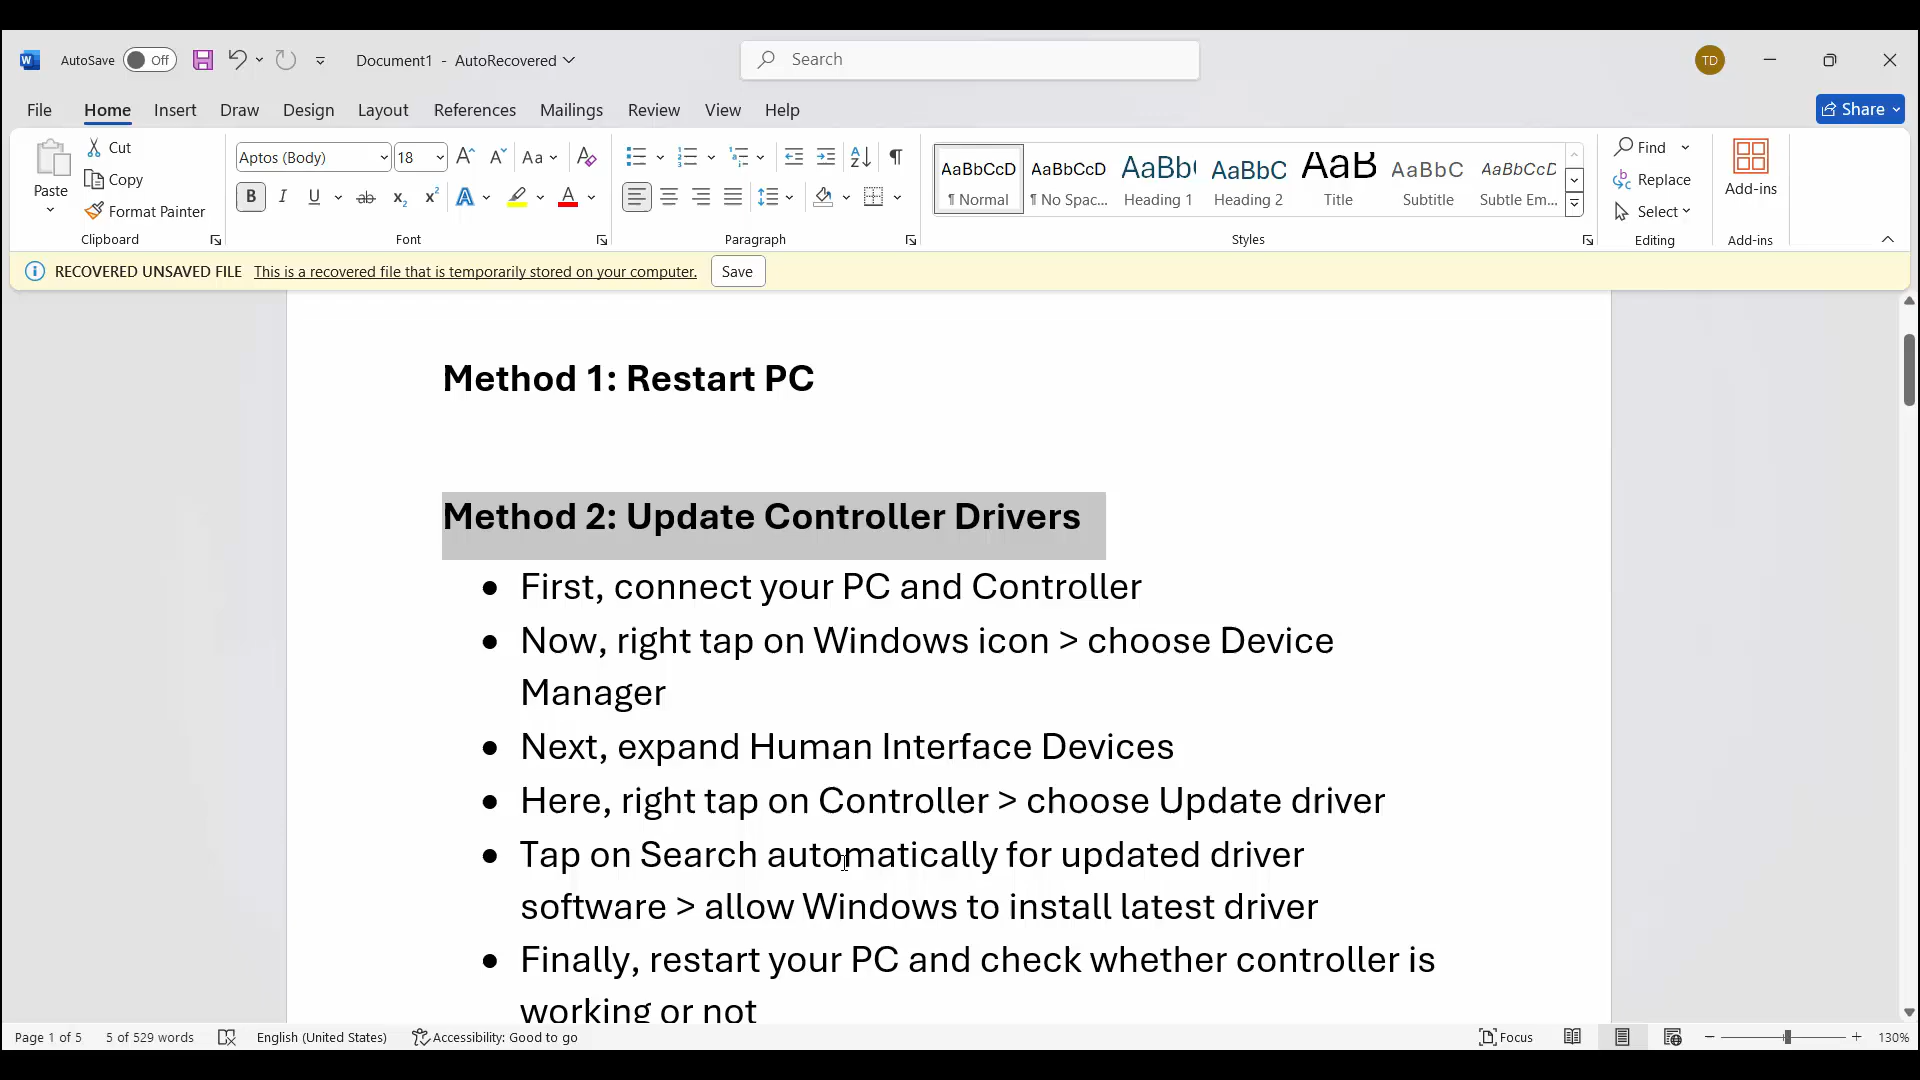 AutoSave Off Document1 - AutoRecovered Search TD
File Home Insert Draw Design Layout References Mailings Review View Help Share
Paste Cut Copy Format Painter Clipboard
Aptos (Body) 18 Aa
B I U ab x₂ x² A A
Font
Paragraph
AaBbCcD AaBbCcD AaBb( AaBbC AaB AaBbC AaBbCcD
¶ Normal ¶ No Spac... Heading 1 Heading 2 Title Subtitle Subtle Em...
Styles
Find Replace Select Editing
Add-ins Add-ins
RECOVERED UNSAVED FILE This is a recovered file that is temporarily stored on your computer. Save
Method 1: Restart PC
Method 2: Update Controller Drivers
• First, connect your PC and Controller
• Now, right tap on Windows icon > choose Device
Manager
• Next, expand Human Interface Devices
• Here, right tap on Controller > choose Update driver
• Tap on Search automatically for updated driver
software > allow Windows to install latest driver
• Finally, restart your PC and check whether controller is
working or not
Page 1 of 5 5 of 529 words English (United States) Accessibility: Good to go Focus 130%